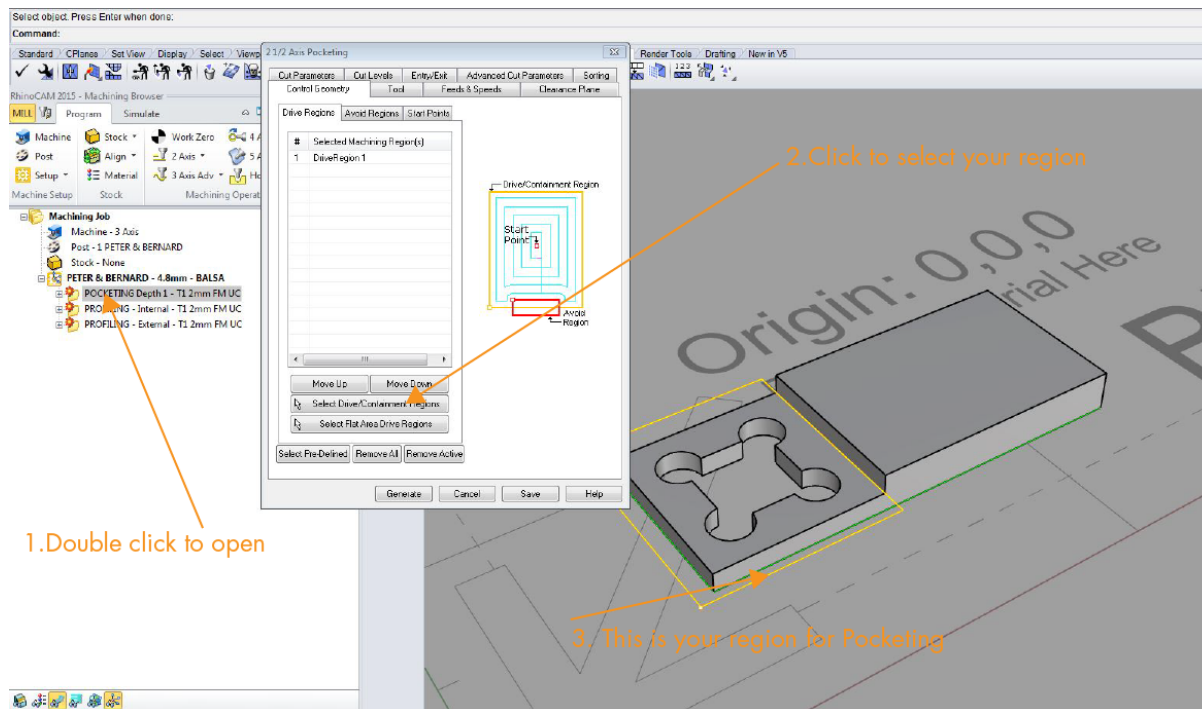 Select object. Press Enter when done:
Command:
Standard CPlanes Set View Display Select Viewp
Render Tools Drafting New in V5
RhinoCAM 2015 - Machining Browser
MILL Program Simulate
Machine Stock Work Zero 4 A
Post Align 2 Axis 5 A
Setup Material 3 Axis Adv Ho
Machine Setup Stock Machining Operat
Machining Job
Machine - 3 Axis
Post - 1 PETER & BERNARD
Stock - None
PETER & BERNARD - 4.8mm - BALSA
POCKETING Depth 1 - T1 2mm FM UC
PROFILING - Internal - T1 2mm FM UC
PROFILING - External - T1 2mm FM UC
1.Double click to open
2 1/2 Axis Pocketing
Cut Parameters Cut Levels Entry/Exit Advanced Cut Parameters Sorting
Control Geometry Tool Feeds & Speeds Clearance Plane
Drive Regions Avoid Regions Start Points
# Selected Machining Region(s)
1 DriveRegion 1
Drive/Containment Region
Start
Point
Avoid
Region
Move Up Move Down
Select Drive/Containment Regions
Select Flat Area Drive Regions
Select Pre-Defined Remove All Remove Active
Generate Cancel Save Help
2.Click to select your region
Origin: 0,0,0
rial Here
3. This is your region for Pocketing